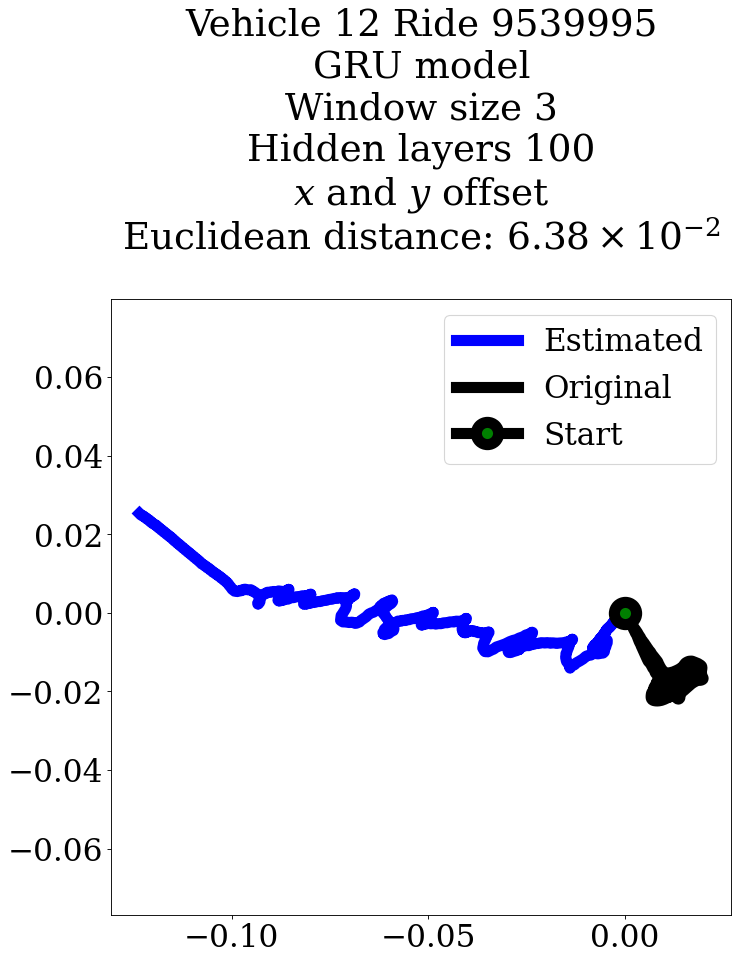 Vehicle 12 Ride 9539995
GRU model
Window size 3
Hidden layers 100
x and y offset
Euclidean distance: 6.38 × 10⁻²
Estimated
Original
Start
0.06
0.04
0.02
0.00
−0.02
−0.04
−0.06
−0.10 −0.05 0.00